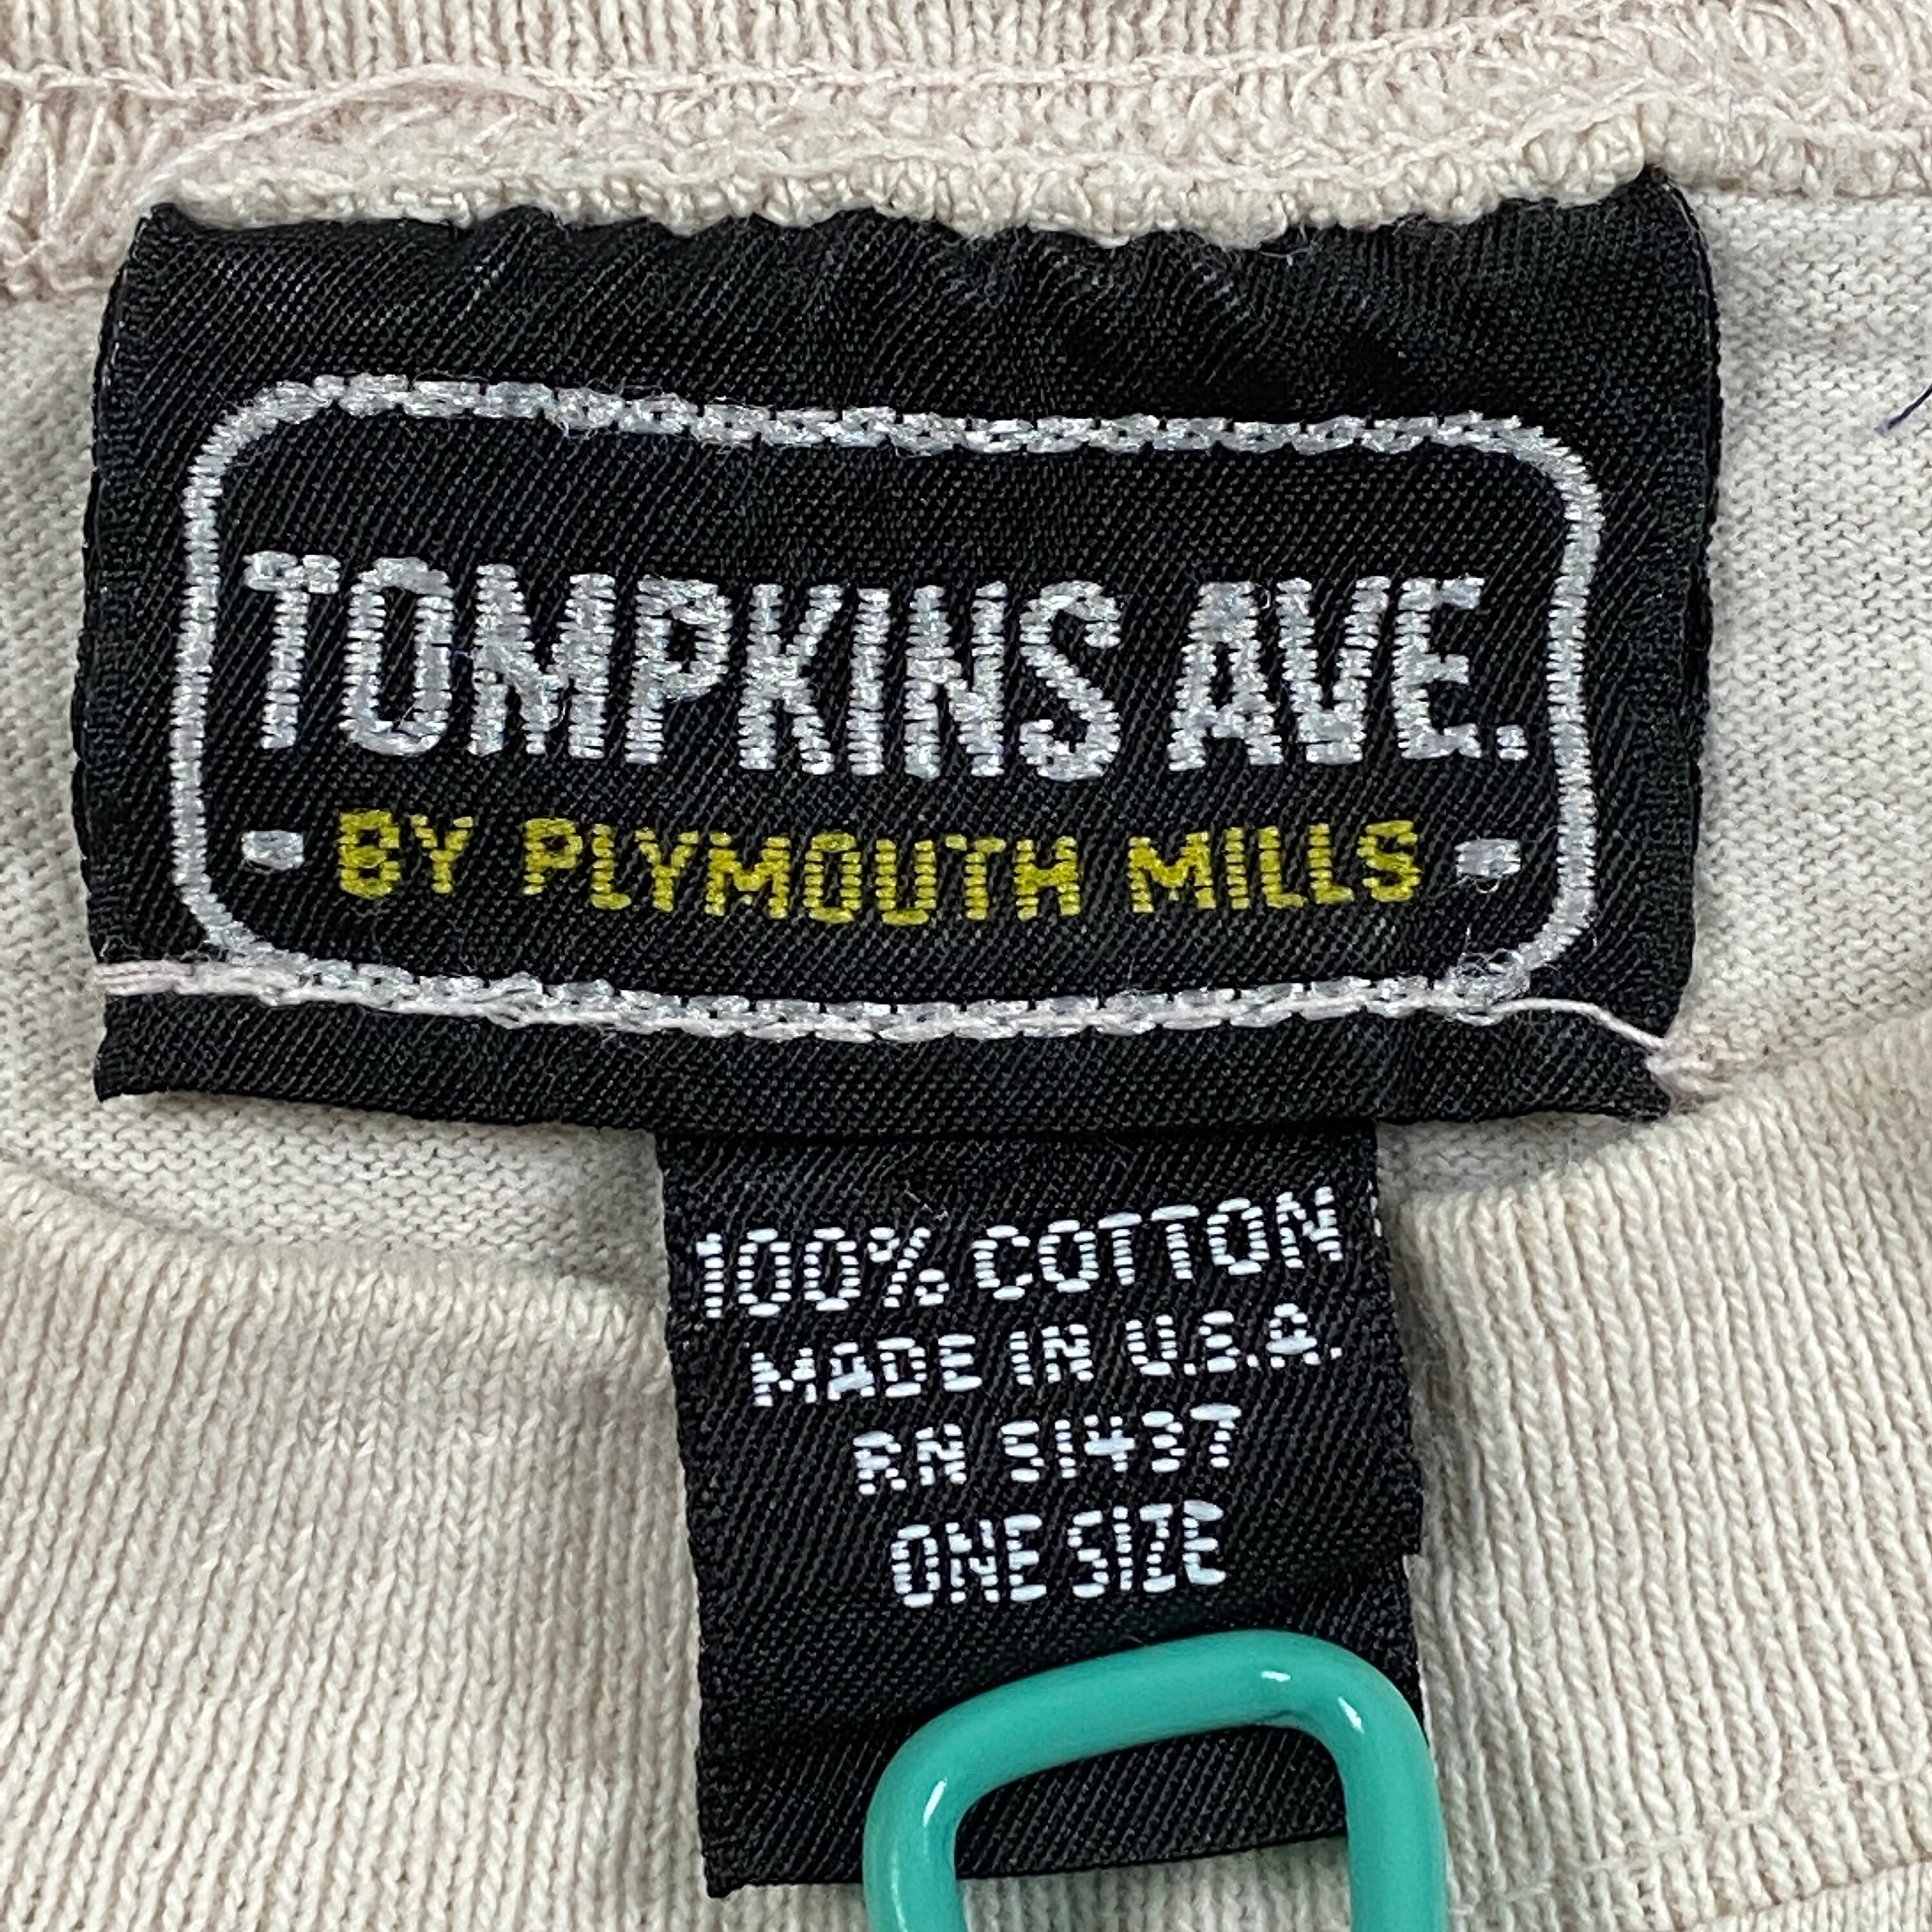 TOMPKINS AVE.
- BY PLYMOUTH MILLS -
100% COTTON
MADE IN U.S.A.
RN 51437
ONE SIZE